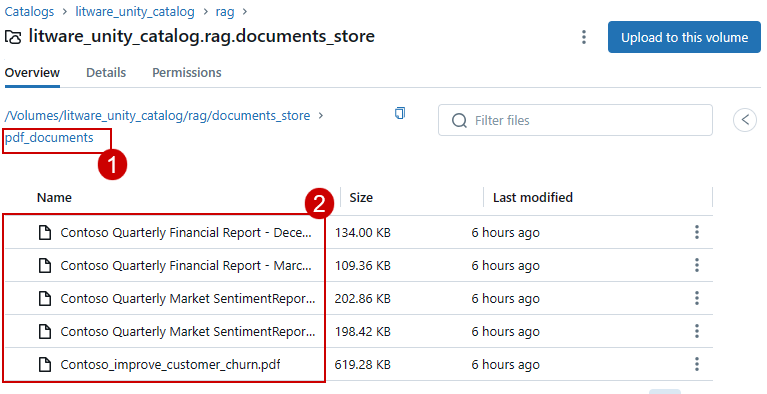 Catalogs > litware_unity_catalog > rag >
litware_unity_catalog.rag.documents_store
Upload to this volume
Overview Details Permissions
/Volumes/litware_unity_catalog/rag/documents_store >
pdf_documents
Filter files
1
Name Size Last modified
2
Contoso Quarterly Financial Report - Dece... 134.00 KB 6 hours ago
Contoso Quarterly Financial Report - Marc... 109.36 KB 6 hours ago
Contoso Quarterly Market SentimentRepor... 202.86 KB 6 hours ago
Contoso Quarterly Market SentimentRepor... 198.42 KB 6 hours ago
Contoso_improve_customer_churn.pdf 619.28 KB 6 hours ago